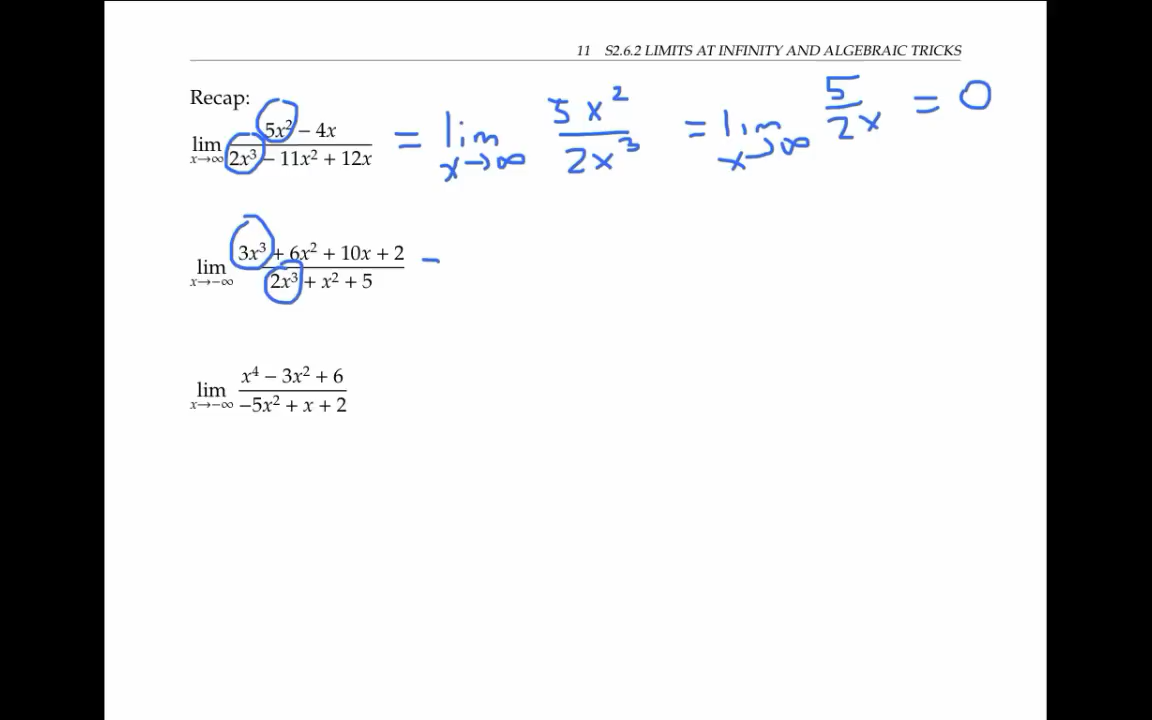 11 S2.6.2 LIMITS AT INFINITY AND ALGEBRAIC TRICKS
Recap:
lim x→∞ (5x² − 4x)/(2x³ − 11x² + 12x) = lim x→∞ 5x²/2x³ = lim x→∞ 5/2x = 0
lim x→−∞ (3x³ + 6x² + 10x + 2)/(2x³ + x² + 5) −
lim x→−∞ (x⁴ − 3x² + 6)/(−5x² + x + 2)